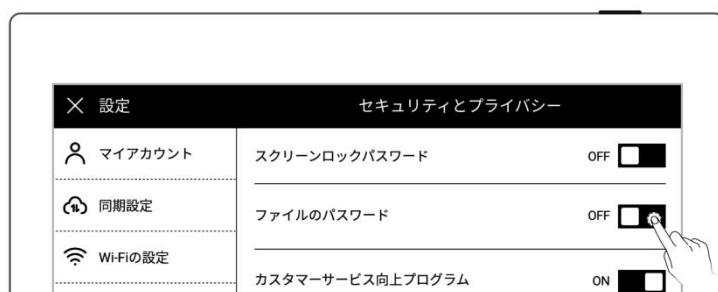 設定
セキュリティとプライバシー
マイアカウント
スクリーンロックパスワード OFF
同期設定
ファイルのパスワード OFF
Wi-Fiの設定
カスタマーサービス向上プログラム ON